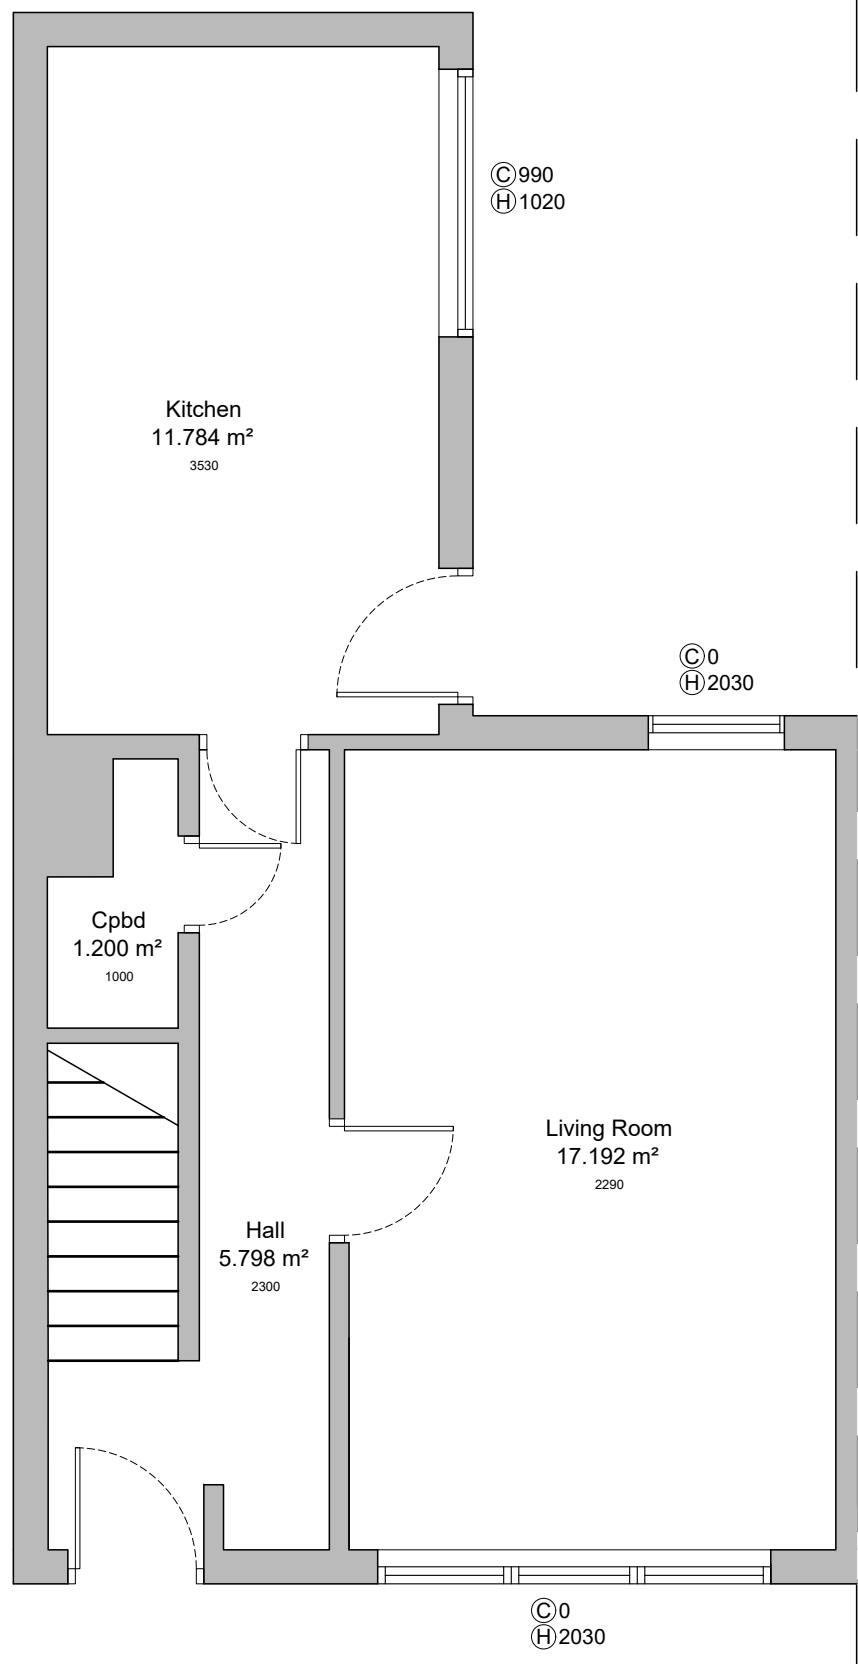 Ⓒ990
Ⓗ1020
Kitchen
11.784 m²
3530
Ⓒ0
Ⓗ2030
Cpbd
1.200 m²
1000
Living Room
17.192 m²
2290
Hall
5.798 m²
2300
Ⓒ0
Ⓗ2030